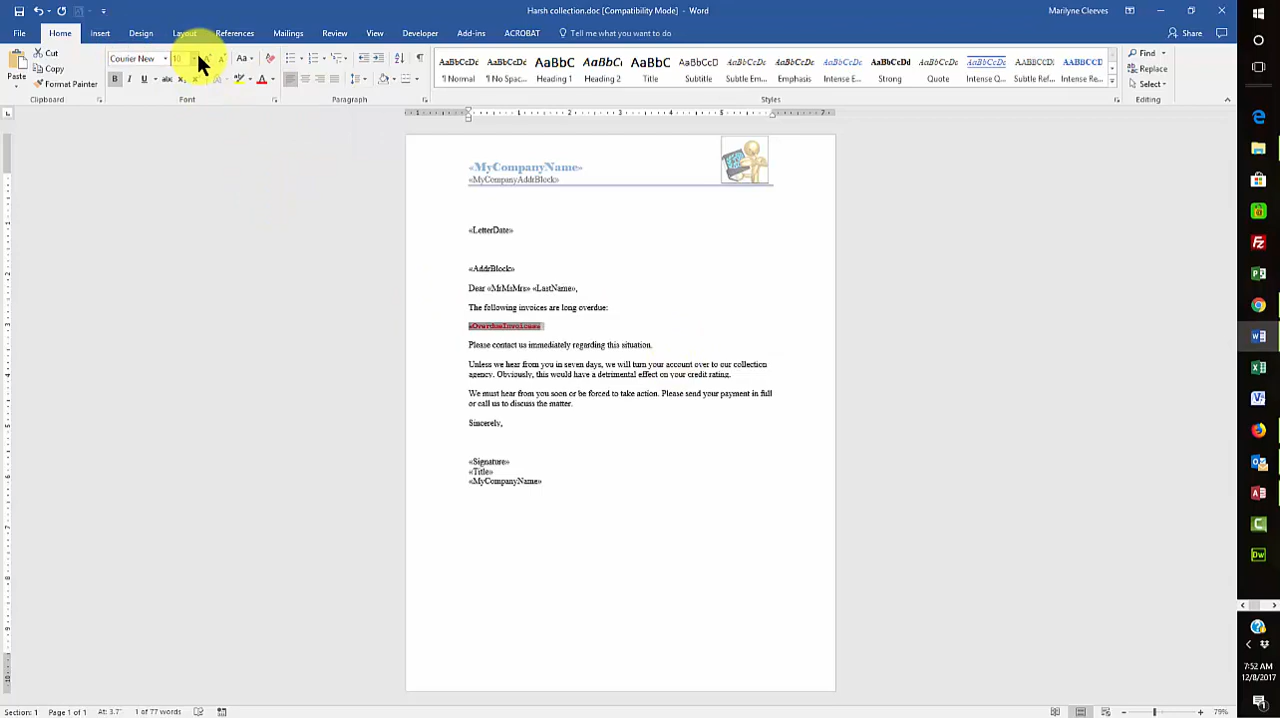 Harsh collection.doc [Compatibility Mode] - Word
Marilyne Cleeves
File Home Insert Design Layout References Mailings Review View Developer Add-ins ACROBAT Tell me what you want to do Share
Paste
Cut
Copy
Format Painter
Clipboard
Courier New 10
Aa
B I abc
Font
Paragraph
AaBbCcDc AaBbCcDc AaBbC AaBbCc AaBbC AaBbCcD AaBbCcDc AaBbCcDc AaBbCcDc AaBbCcDd AaBbCcDc AaBbCcDc AABBCCDC AABBCCD
¶ Normal ¶ No Spac... Heading 1 Heading 2 Title Subtitle Subtle Em... Emphasis Intense E... Strong Quote Intense Q... Subtle Ref... Intense Re...
Styles
Find
Replace
Select
Editing
«MyCompanyName»
«MyCompanyAddrBlock»
«LetterDate»
«AddrBlock»
Dear «MrMsMrs» «LastName»,
The following invoices are long overdue:
«OverdueInvoices»
Please contact us immediately regarding this situation.
Unless we hear from you in seven days, we will turn your account over to our collection
agency. Obviously, this would have a detrimental effect on your credit rating.
We must hear from you soon or be forced to take action. Please send your payment in full
or call us to discuss the matter.
Sincerely,
«Signature»
«Title»
«MyCompanyName»
7:52 AM
12/8/2017
Section: 1 Page 1 of 1 At: 3.7" 1 of 77 words
79%